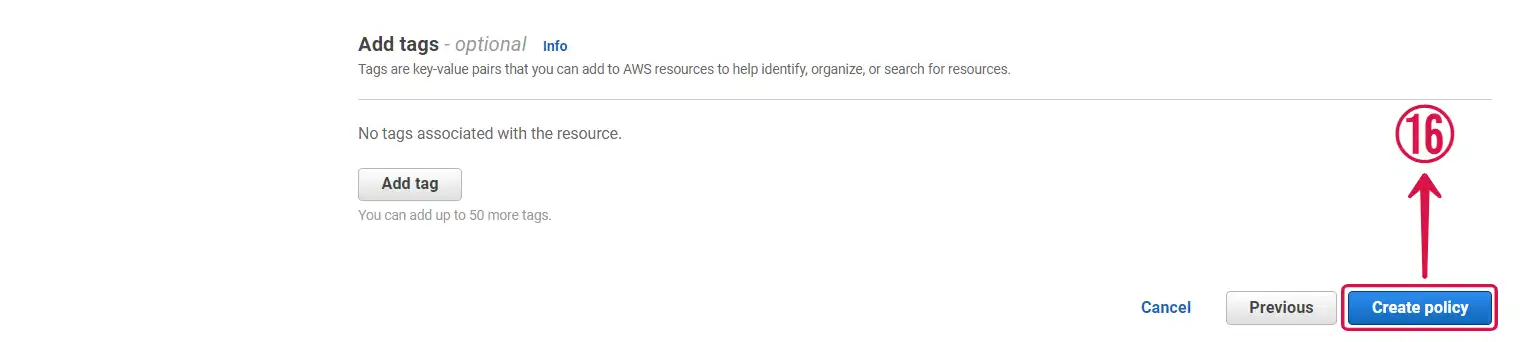 Add tags - optional Info
Tags are key-value pairs that you can add to AWS resources to help identify, organize, or search for resources.
No tags associated with the resource.
⑯
Add tag
You can add up to 50 more tags.
Cancel Previous Create policy